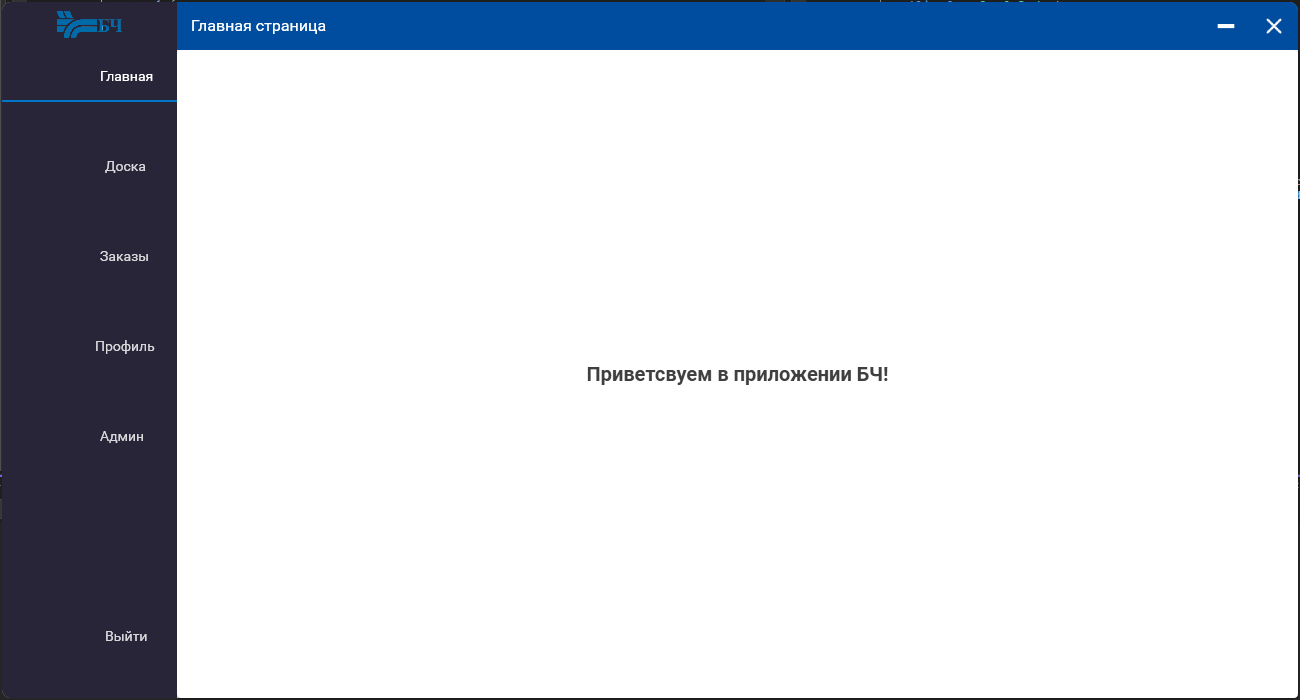 БЧ
Главная страница
Главная
Доска
Заказы
Профиль
Админ
Приветсвуем в приложении БЧ!
Выйти